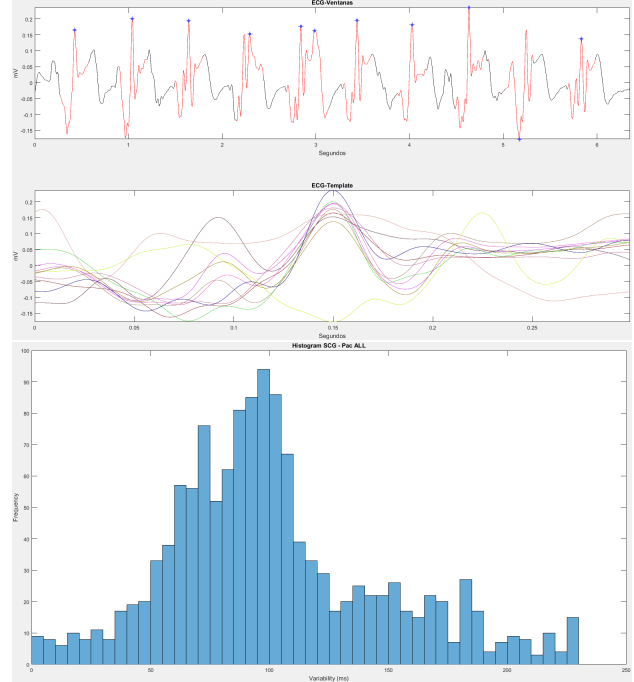 ECG-Ventanas
0.2
0.15
0.1
0.05
0
0.05
-0.1
-0.15
mV
0 1 2 3 4 5 6
Segundos
ECG-Template
0.2
0.15
0.1
0.05
0
-0.05
-0.1
-0.15
mV
0 0.05 0.1 0.15 0.2 0.25
Segundos
Histogram SCG - Pac ALL
100
90
80
70
60
50
40
30
20
10
0
Frequency
0 50 100 150 200 250
Variability (ms)